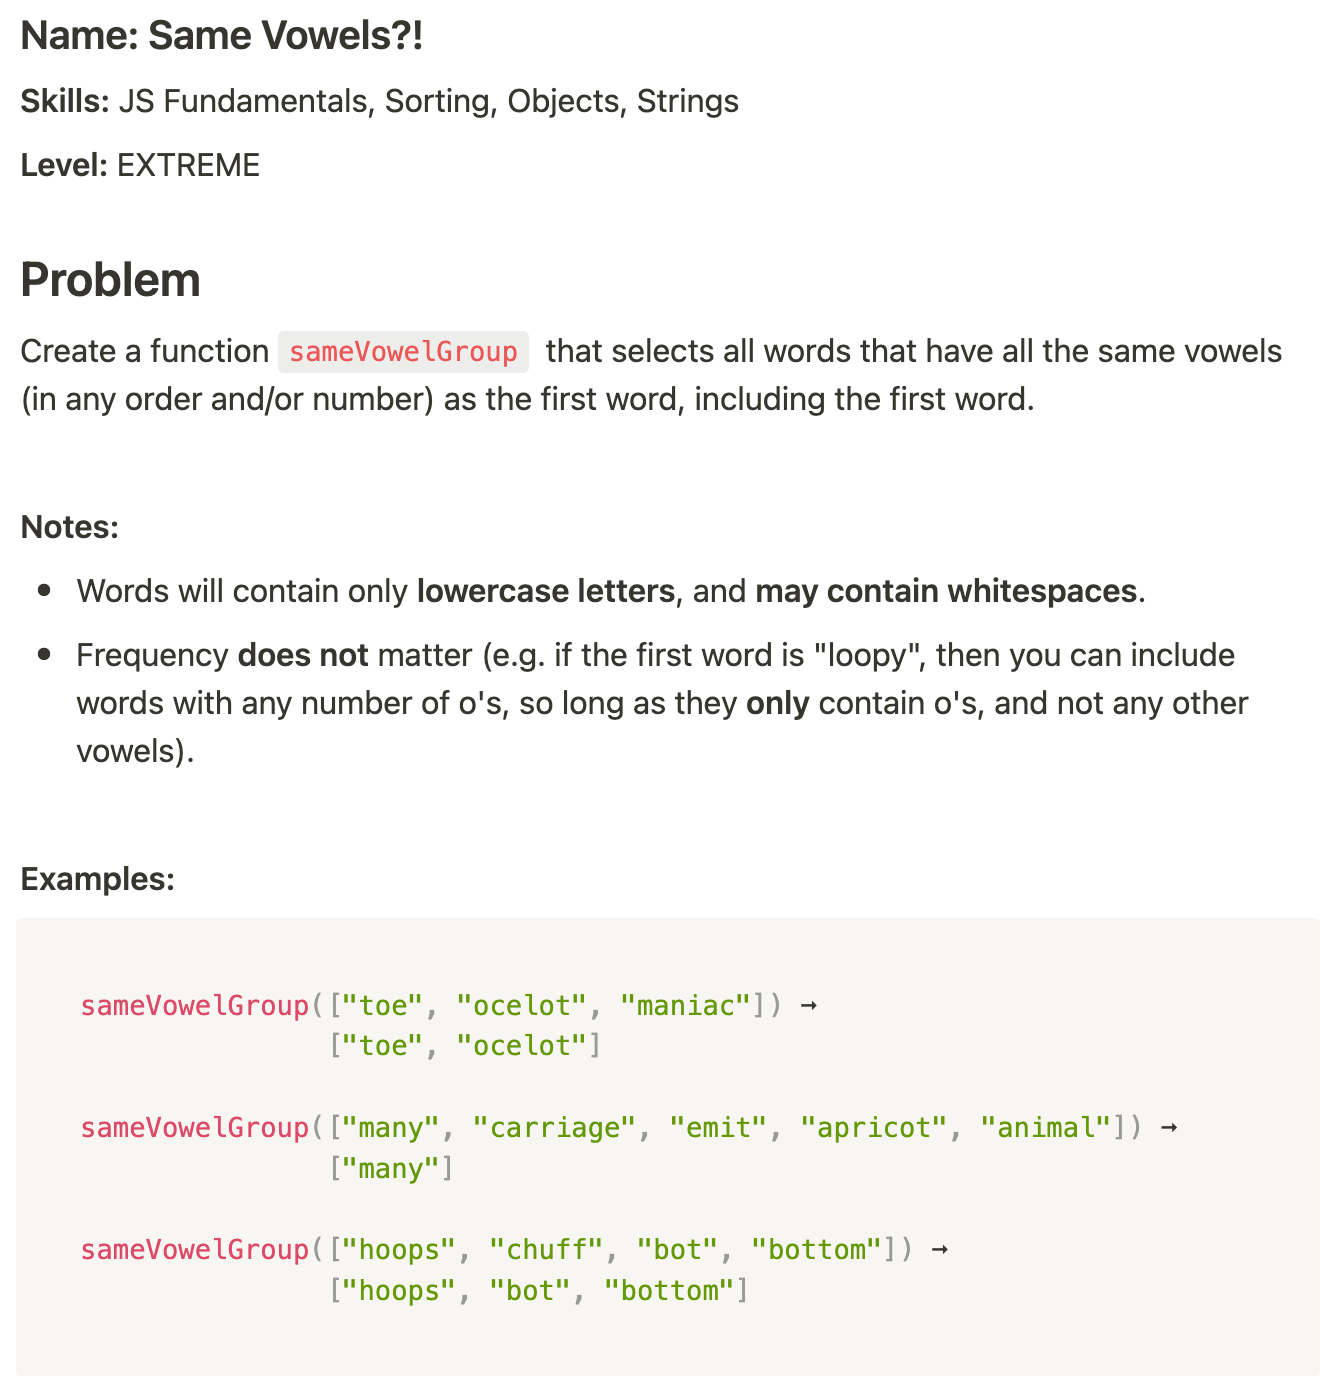 Name: Same Vowels?!
Skills: JS Fundamentals, Sorting, Objects, Strings
Level: EXTREME
Problem
Create a function sameVowelGroup that selects all words that have all the same vowels
(in any order and/or number) as the first word, including the first word.
Notes:
• Words will contain only lowercase letters, and may contain whitespaces.
• Frequency does not matter (e.g. if the first word is "loopy", then you can include
words with any number of o's, so long as they only contain o's, and not any other
vowels).
Examples:
sameVowelGroup(["toe", "ocelot", "maniac"]) →
["toe", "ocelot"]
sameVowelGroup(["many", "carriage", "emit", "apricot", "animal"]) →
["many"]
sameVowelGroup(["hoops", "chuff", "bot", "bottom"]) →
["hoops", "bot", "bottom"]